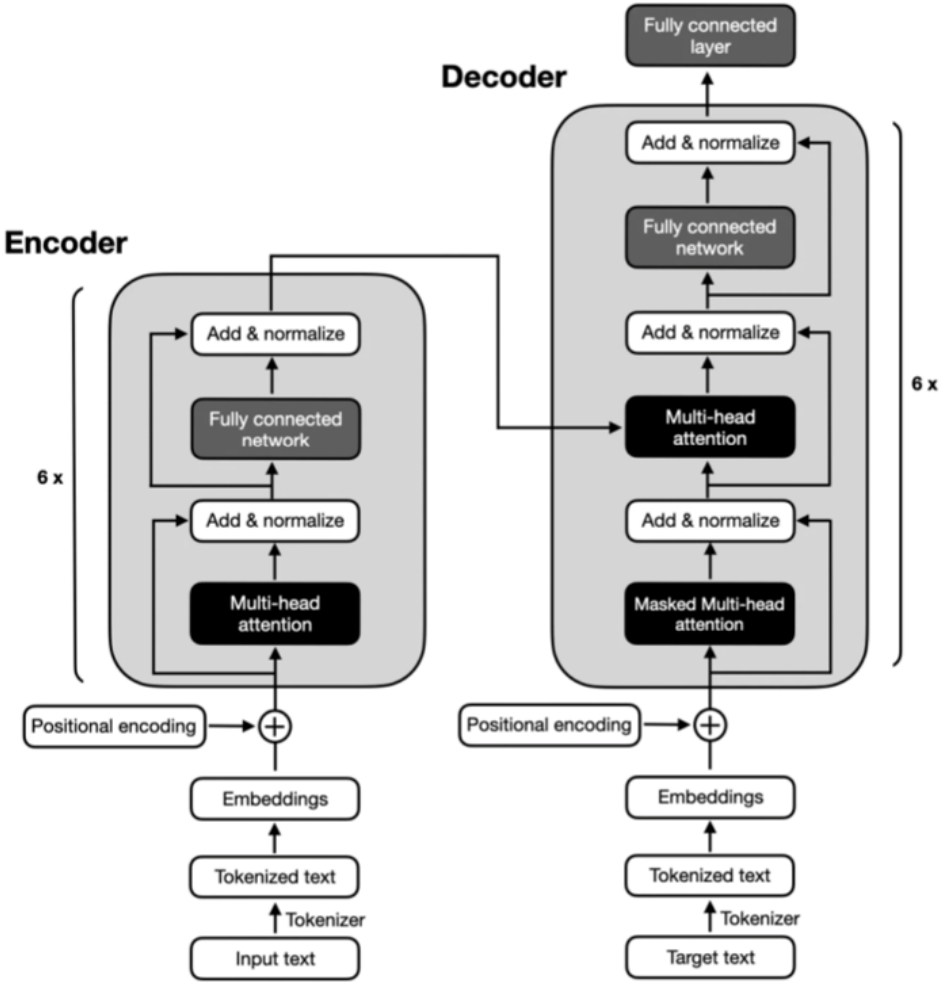 Encoder
Add & normalize
Fully connected
network
6 x
Add & normalize
Multi-head
attention
Positional encoding
+
Embeddings
Tokenized text
Tokenizer
Input text
Fully connected
layer
Decoder
Add & normalize
Fully connected
network
Add & normalize
6 x
Multi-head
attention
Add & normalize
Masked Multi-head
attention
Positional encoding
+
Embeddings
Tokenized text
Tokenizer
Target text